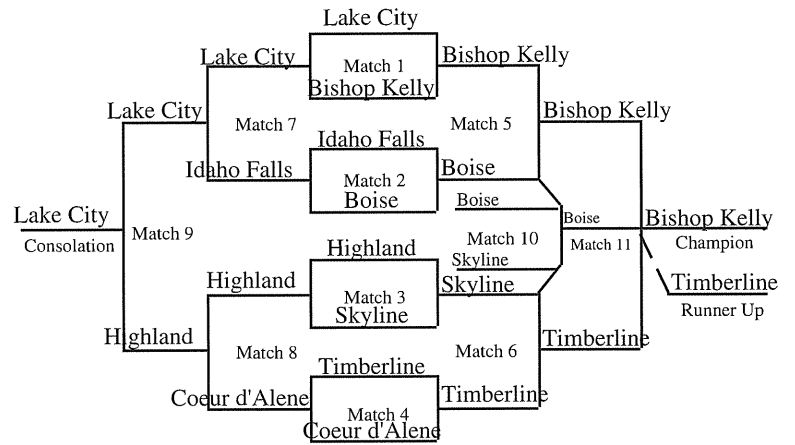 Lake City
Lake City Match 1 Bishop Kelly
Bishop Kelly
Lake City Match 7 Match 5 Bishop Kelly
Idaho Falls
Idaho Falls Match 2 Boise
Boise Boise
Lake City Match 9 Boise Bishop Kelly
Consolation Match 10 Match 11 Champion
Highland Skyline
Highland Match 3 Skyline Timberline
Skyline Runner Up
Highland Match 8 Match 6 Timberline
Timberline
Coeur d'Alene Match 4 Timberline
Coeur d'Alene